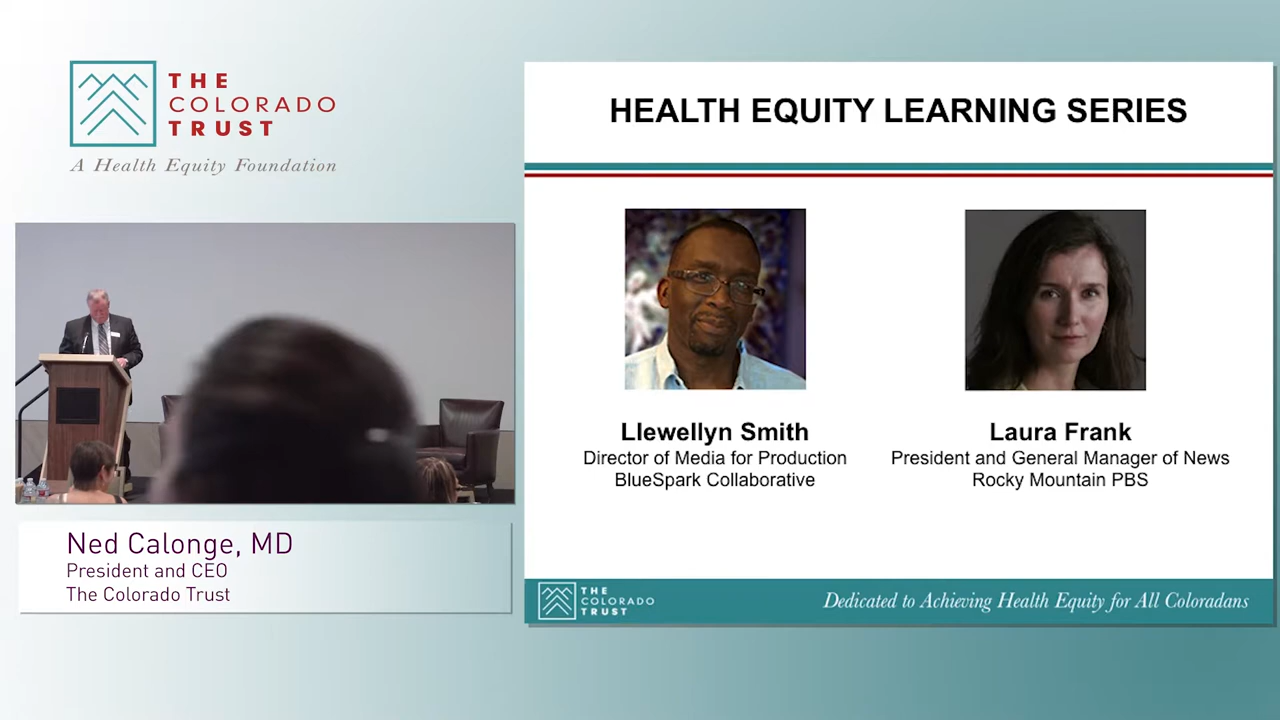 THE
COLORADO
TRUST
A Health Equity Foundation
Ned Calonge, MD
President and CEO
The Colorado Trust
HEALTH EQUITY LEARNING SERIES
Llewellyn Smith
Director of Media for Production
BlueSpark Collaborative
Laura Frank
President and General Manager of News
Rocky Mountain PBS
THE
COLORADO
TRUST
Dedicated to Achieving Health Equity for All Coloradans